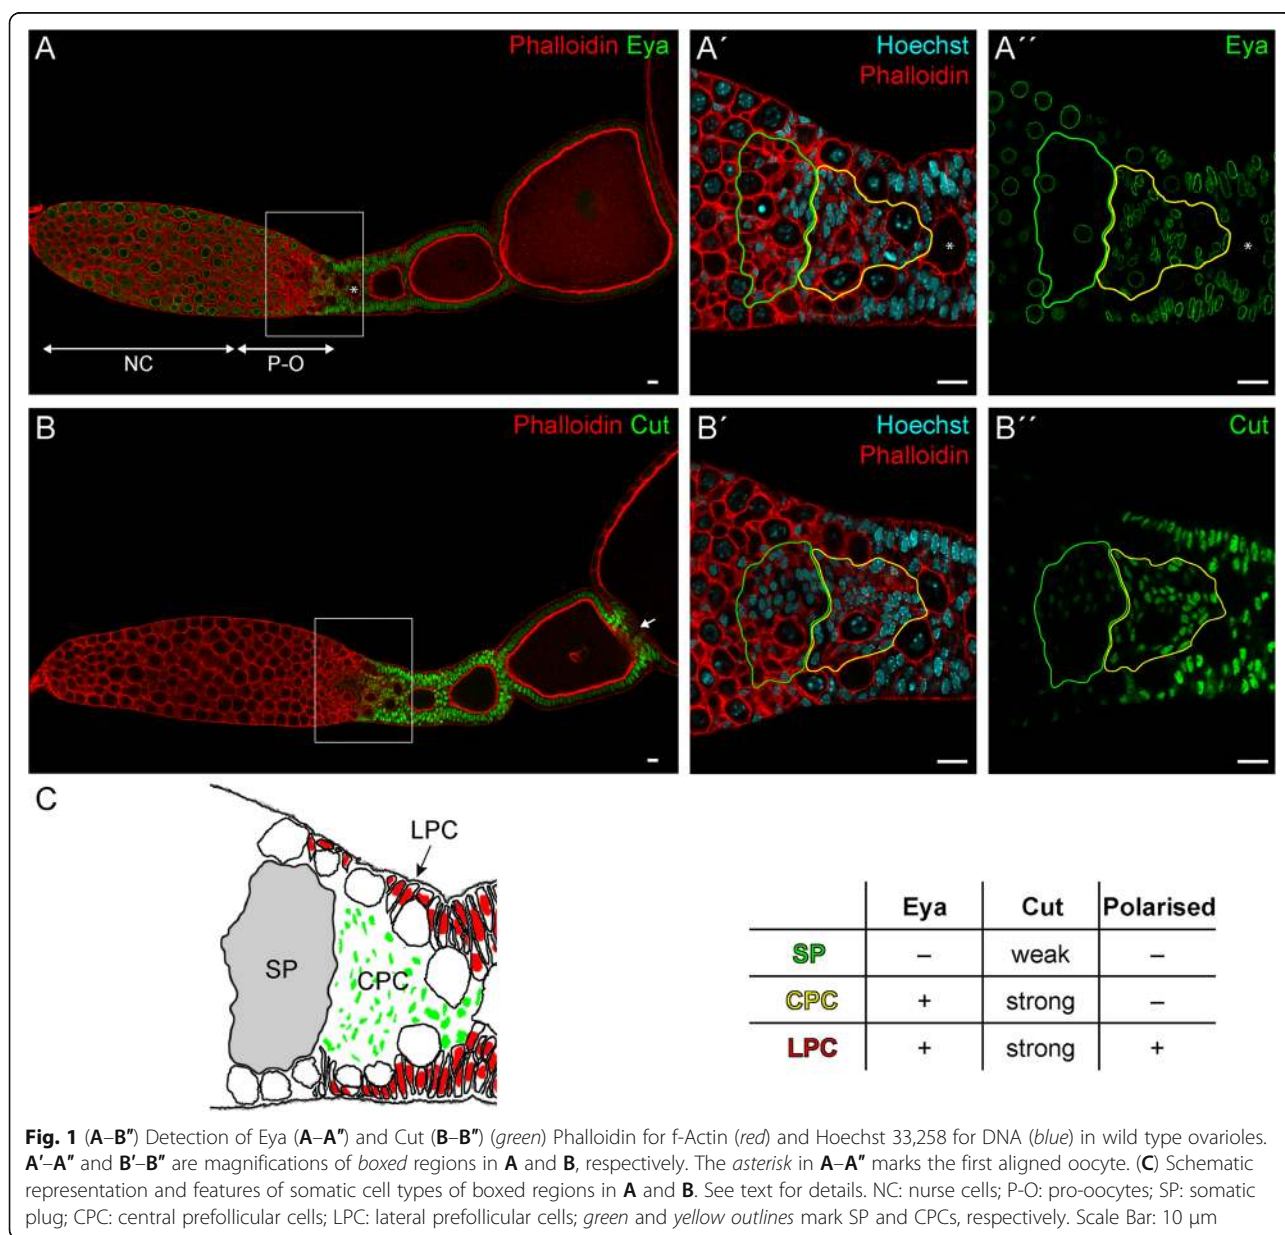 A
Phalloidin Eya
*
NC
P-O
A´
Hoechst
Phalloidin
*
A´´
Eya
*
B
Phalloidin Cut
B´
Hoechst
Phalloidin
B´´
Cut
C
LPC
SP
CPC
Eya Cut Polarised
SP – weak –
CPC + strong –
LPC + strong +
Fig. 1 (A–B") Detection of Eya (A–A") and Cut (B–B") (green) Phalloidin for f-Actin (red) and Hoechst 33,258 for DNA (blue) in wild type ovarioles.
A'–A" and B'–B" are magnifications of boxed regions in A and B, respectively. The asterisk in A–A" marks the first aligned oocyte. (C) Schematic
representation and features of somatic cell types of boxed regions in A and B. See text for details. NC: nurse cells; P-O: pro-oocytes; SP: somatic
plug; CPC: central prefollicular cells; LPC: lateral prefollicular cells; green and yellow outlines mark SP and CPCs, respectively. Scale Bar: 10 μm